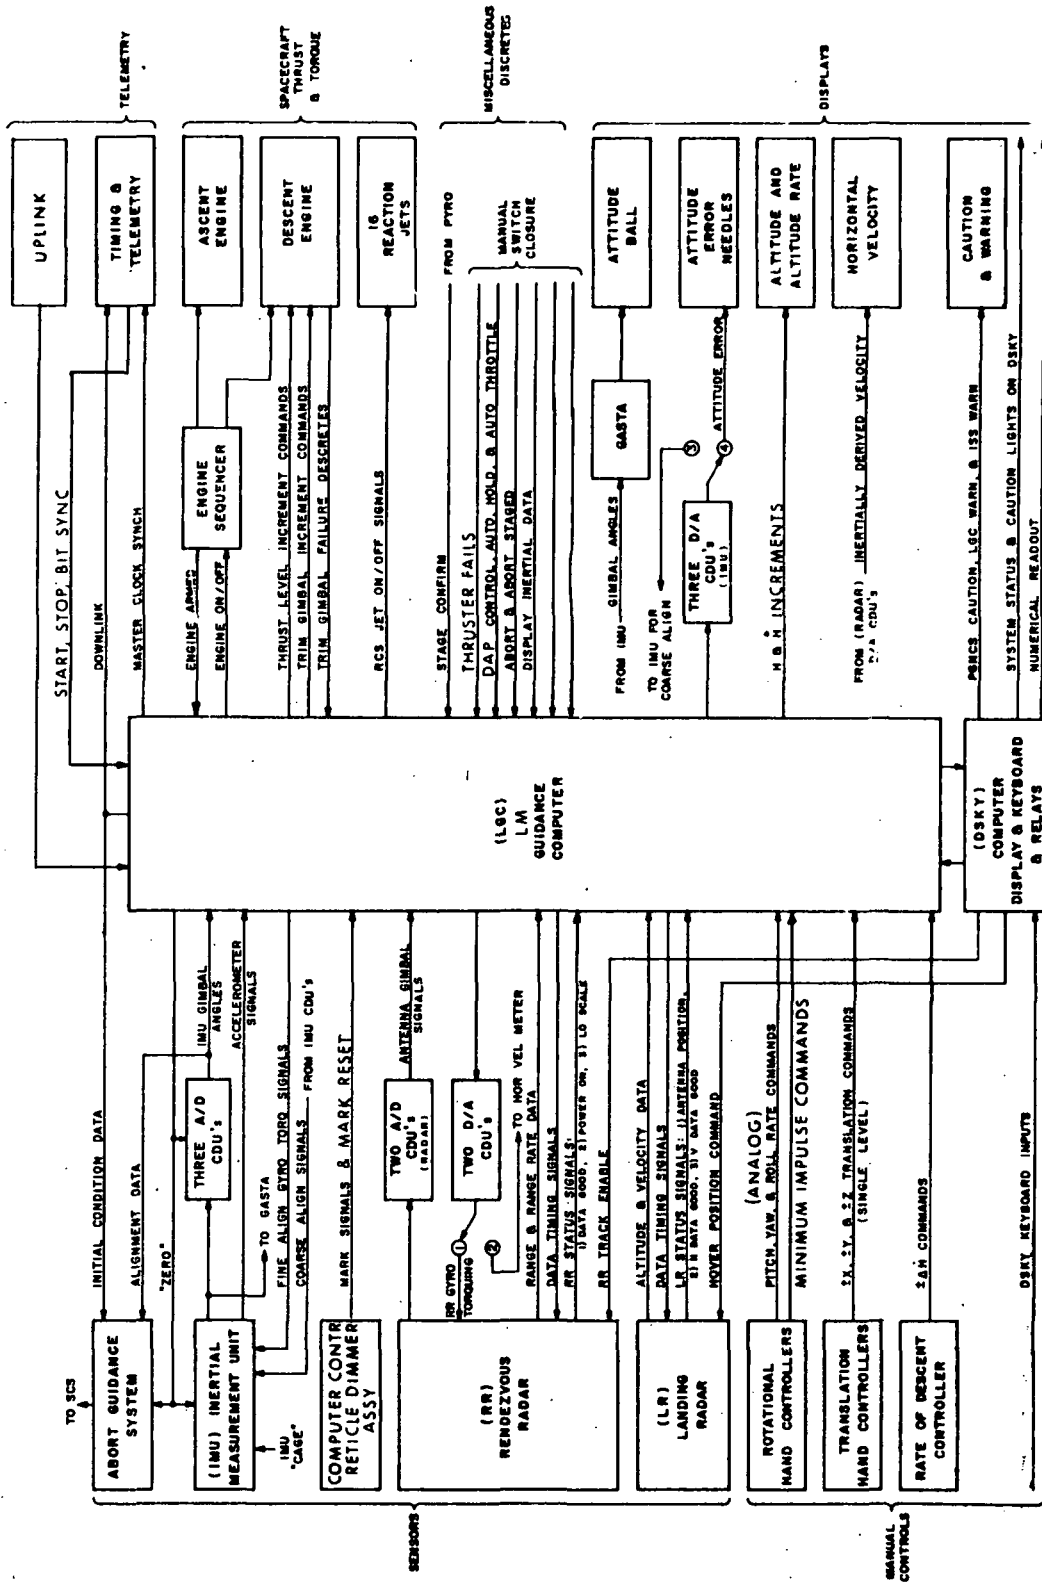 TO SCS
ABORT GUIDANCE
SYSTEM
(IMU) INERTIAL
MEASUREMENT UNIT
IMU
"CAGE"
COMPUTER CONTR
RETICLE DIMMER
ASSY
(RR)
RENDEZVOUS
RADAR
(LR)
LANDING
RADAR
ROTATIONAL
HAND CONTROLLERS
TRANSLATION
HAND CONTROLLERS
RATE OF DESCENT
CONTROLLER
SENSORS
MANUAL
CONTROLS
INITIAL CONDITION DATA
ALIGNMENT DATA
"ZERO"
THREE A/D
CDU's
IMU GIMBAL
ANGLES
ACCELEROMETER
SIGNALS
TO GASTA
FINE ALIGN GYRO TORQ SIGNALS
COARSE ALIGN SIGNALS
FROM IMU CDU's
MARK SIGNALS & MARK RESET
TWO A/D
CDU's
(RADAR)
ANTENNA GIMBAL
SIGNALS
TWO D/A
CDU's
1
2
RR GYRO
TORQUING
TO HOR VEL METER
RANGE & RANGE RATE DATA
DATA TIMING SIGNALS
RR STATUS SIGNALS:
1) DATA GOOD, 2) POWER ON, 3) LO SCALE
RR TRACK ENABLE
ALTITUDE & VELOCITY DATA
DATA TIMING SIGNALS
LR STATUS SIGNALS: 1) ANTENNA POSITION,
2) H DATA GOOD, 3) V DATA GOOD
HOVER POSITION COMMAND
(ANALOG)
PITCH, YAW, & ROLL RATE COMMANDS
MINIMUM IMPULSE COMMANDS
±X, ±Y, & ±Z TRANSLATION COMMANDS
(SINGLE LEVEL)
±ΔḢ COMMANDS
DSKY KEYBOARD INPUTS
(LGC)
LM
GUIDANCE
COMPUTER
(DSKY)
COMPUTER
DISPLAY & KEYBOARD
& RELAYS
START, STOP, BIT SYNC
DOWNLINK
MASTER CLOCK SYNCH
ENGINE ARMED
ENGINE ON/OFF
ENGINE
SEQUENCER
THRUST LEVEL INCREMENT COMMANDS
TRIM GIMBAL INCREMENT COMMANDS
TRIM GIMBAL FAILURE DISCRETES
RCS JET ON/OFF SIGNALS
STAGE CONFIRM
FROM PYRO
THRUSTER FAILS
DAP CONTROL, AUTO, HOLD, & AUTO THROTTLE
ABORT & ABORT STAGED
DISPLAY INERTIAL DATA
MANUAL
SWITCH
CLOSURE
FROM IMU
GIMBAL ANGLES
GASTA
TO IMU FOR
COARSE ALIGN
3
4
ATTITUDE ERROR
THREE D/A
CDU's
(IMU)
H & Ḣ INCREMENTS
FROM (RADAR)
D/A CDU's
INERTIALLY DERIVED VELOCITY
PGNCS CAUTION, LGC WARN, & ISS WARN
SYSTEM STATUS & CAUTION LIGHTS ON DSKY
NUMERICAL READOUT
UPLINK
TIMING &
TELEMETRY
ASCENT
ENGINE
DESCENT
ENGINE
16
REACTION
JETS
ATTITUDE
BALL
ATTITUDE
ERROR
NEEDLES
ALTITUDE AND
ALTITUDE RATE
HORIZONTAL
VELOCITY
CAUTION
& WARNING
TELEMETRY
SPACECRAFT
THRUST
& TORQUE
MISCELLANEOUS
DISCRETES
DISPLAYS